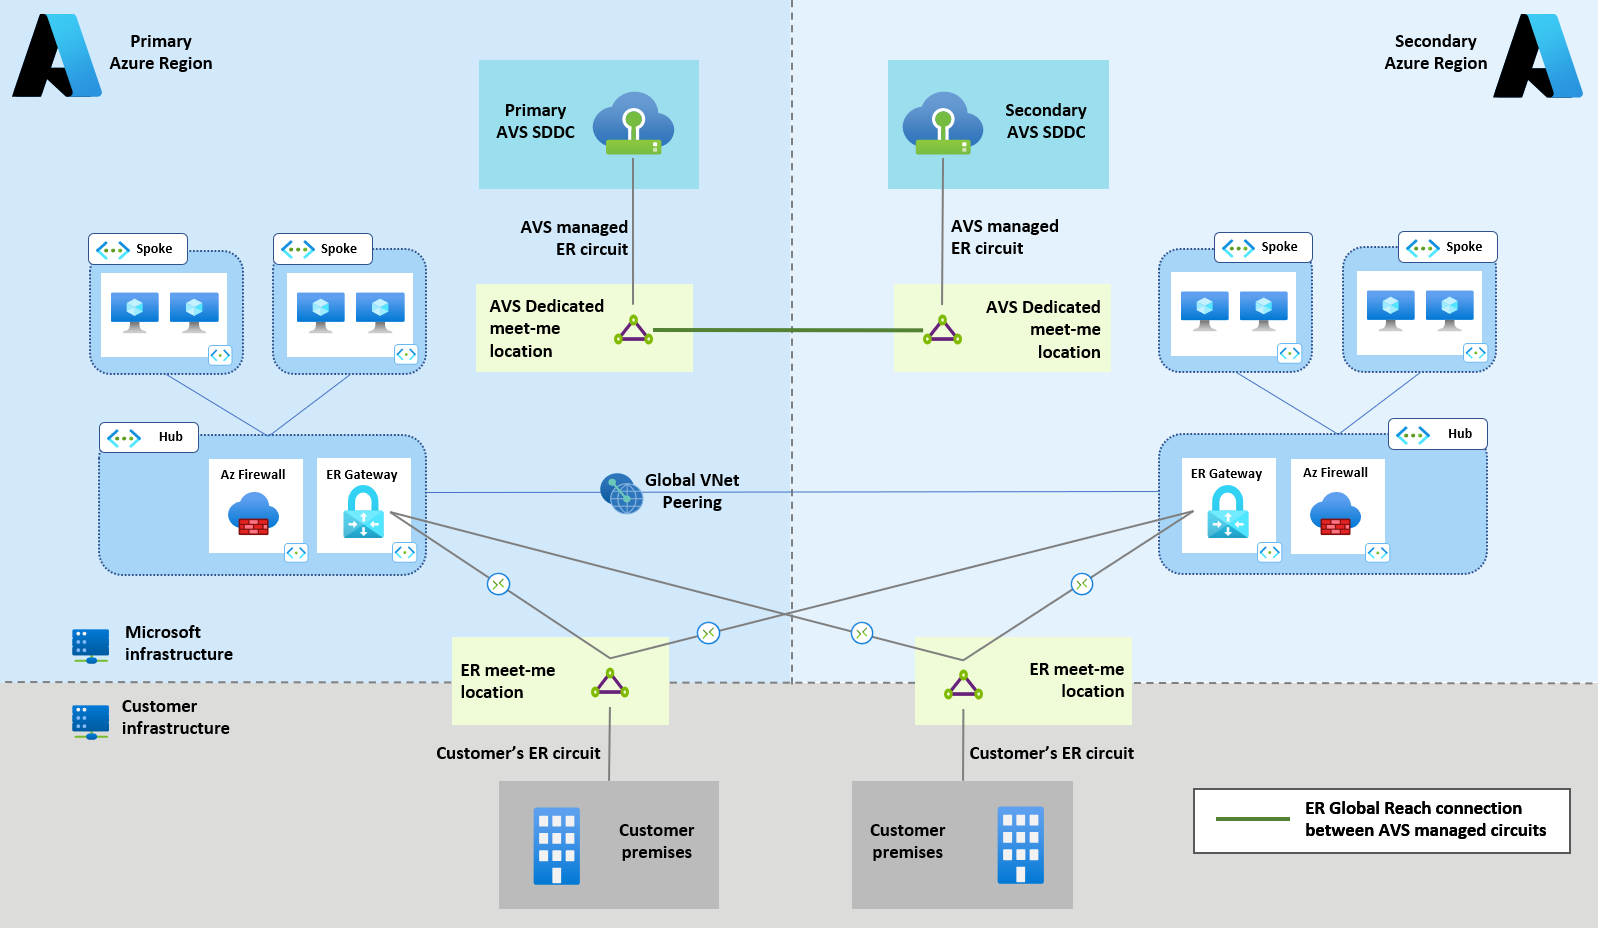 Primary
Azure Region
Secondary
Azure Region
Primary
AVS SDDC
Secondary
AVS SDDC
AVS managed
ER circuit
AVS managed
ER circuit
Spoke
Spoke
Spoke
Spoke
AVS Dedicated
meet-me
location
AVS Dedicated
meet-me
location
Hub
Hub
Az Firewall
ER Gateway
Global VNet
Peering
ER Gateway
Az Firewall
Microsoft
infrastructure
ER meet-me
location
ER meet-me
location
Customer
infrastructure
Customer's ER circuit
Customer's ER circuit
Customer
premises
Customer
premises
ER Global Reach connection
between AVS managed circuits